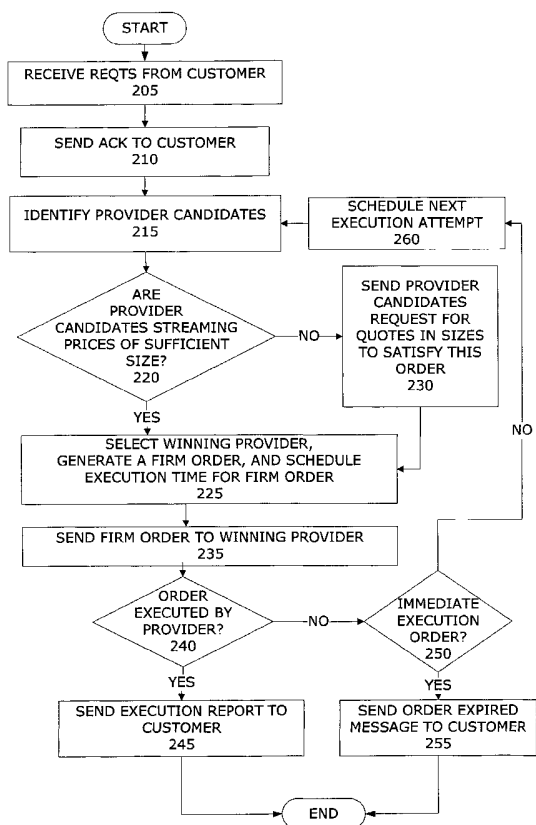 START
RECEIVE REQTS FROM CUSTOMER
205
SEND ACK TO CUSTOMER
210
IDENTIFY PROVIDER CANDIDATES
215
SCHEDULE NEXT
EXECUTION ATTEMPT
260
ARE
PROVIDER
CANDIDATES STREAMING
PRICES OF SUFFICIENT
SIZE?
220
NO
SEND PROVIDER
CANDIDATES
REQUEST FOR
QUOTES IN SIZES
TO SATISFY THIS
ORDER
230
YES
NO
SELECT WINNING PROVIDER,
GENERATE A FIRM ORDER, AND SCHEDULE
EXECUTION TIME FOR FIRM ORDER
225
SEND FIRM ORDER TO WINNING PROVIDER
235
ORDER
EXECUTED BY
PROVIDER?
240
NO
IMMEDIATE
EXECUTION
ORDER?
250
YES
YES
SEND EXECUTION REPORT TO
CUSTOMER
245
SEND ORDER EXPIRED
MESSAGE TO CUSTOMER
255
END